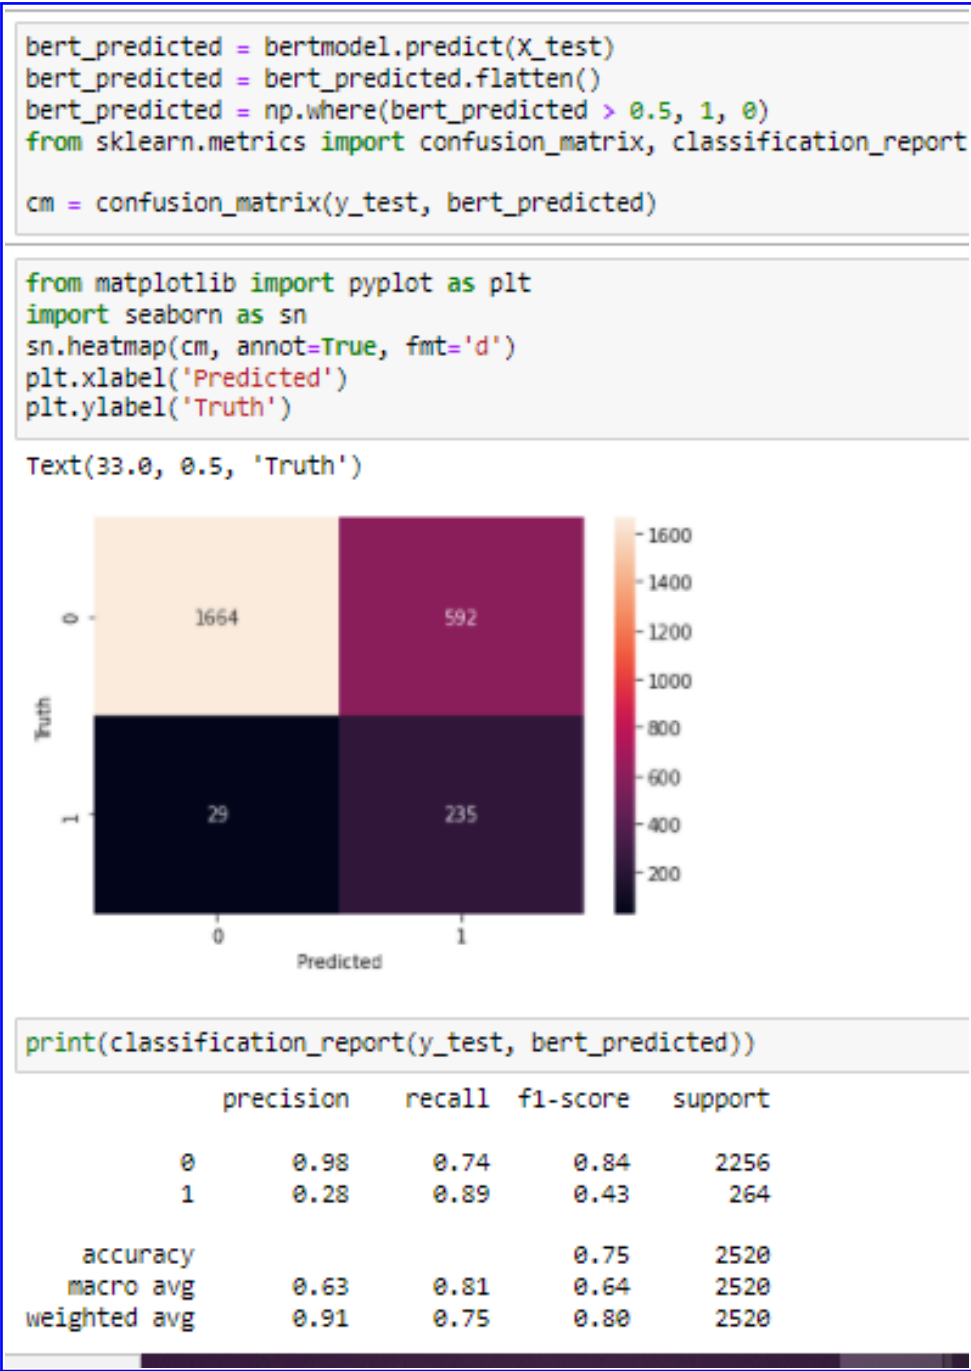 bert_predicted = bertmodel.predict(X_test)
bert_predicted = bert_predicted.flatten()
bert_predicted = np.where(bert_predicted > 0.5, 1, 0)
from sklearn.metrics import confusion_matrix, classification_report
cm = confusion_matrix(y_test, bert_predicted)
from matplotlib import pyplot as plt
import seaborn as sn
sn.heatmap(cm, annot=True, fmt='d')
plt.xlabel('Predicted')
plt.ylabel('Truth')
Text(33.0, 0.5, 'Truth')
1600
1400
0 1664 592
1200
1000
Truth
800
600
1 29 235
400
200
0 1
Predicted
print(classification_report(y_test, bert_predicted))
precision recall f1-score support
0 0.98 0.74 0.84 2256
1 0.28 0.89 0.43 264
accuracy 0.75 2520
macro avg 0.63 0.81 0.64 2520
weighted avg 0.91 0.75 0.80 2520